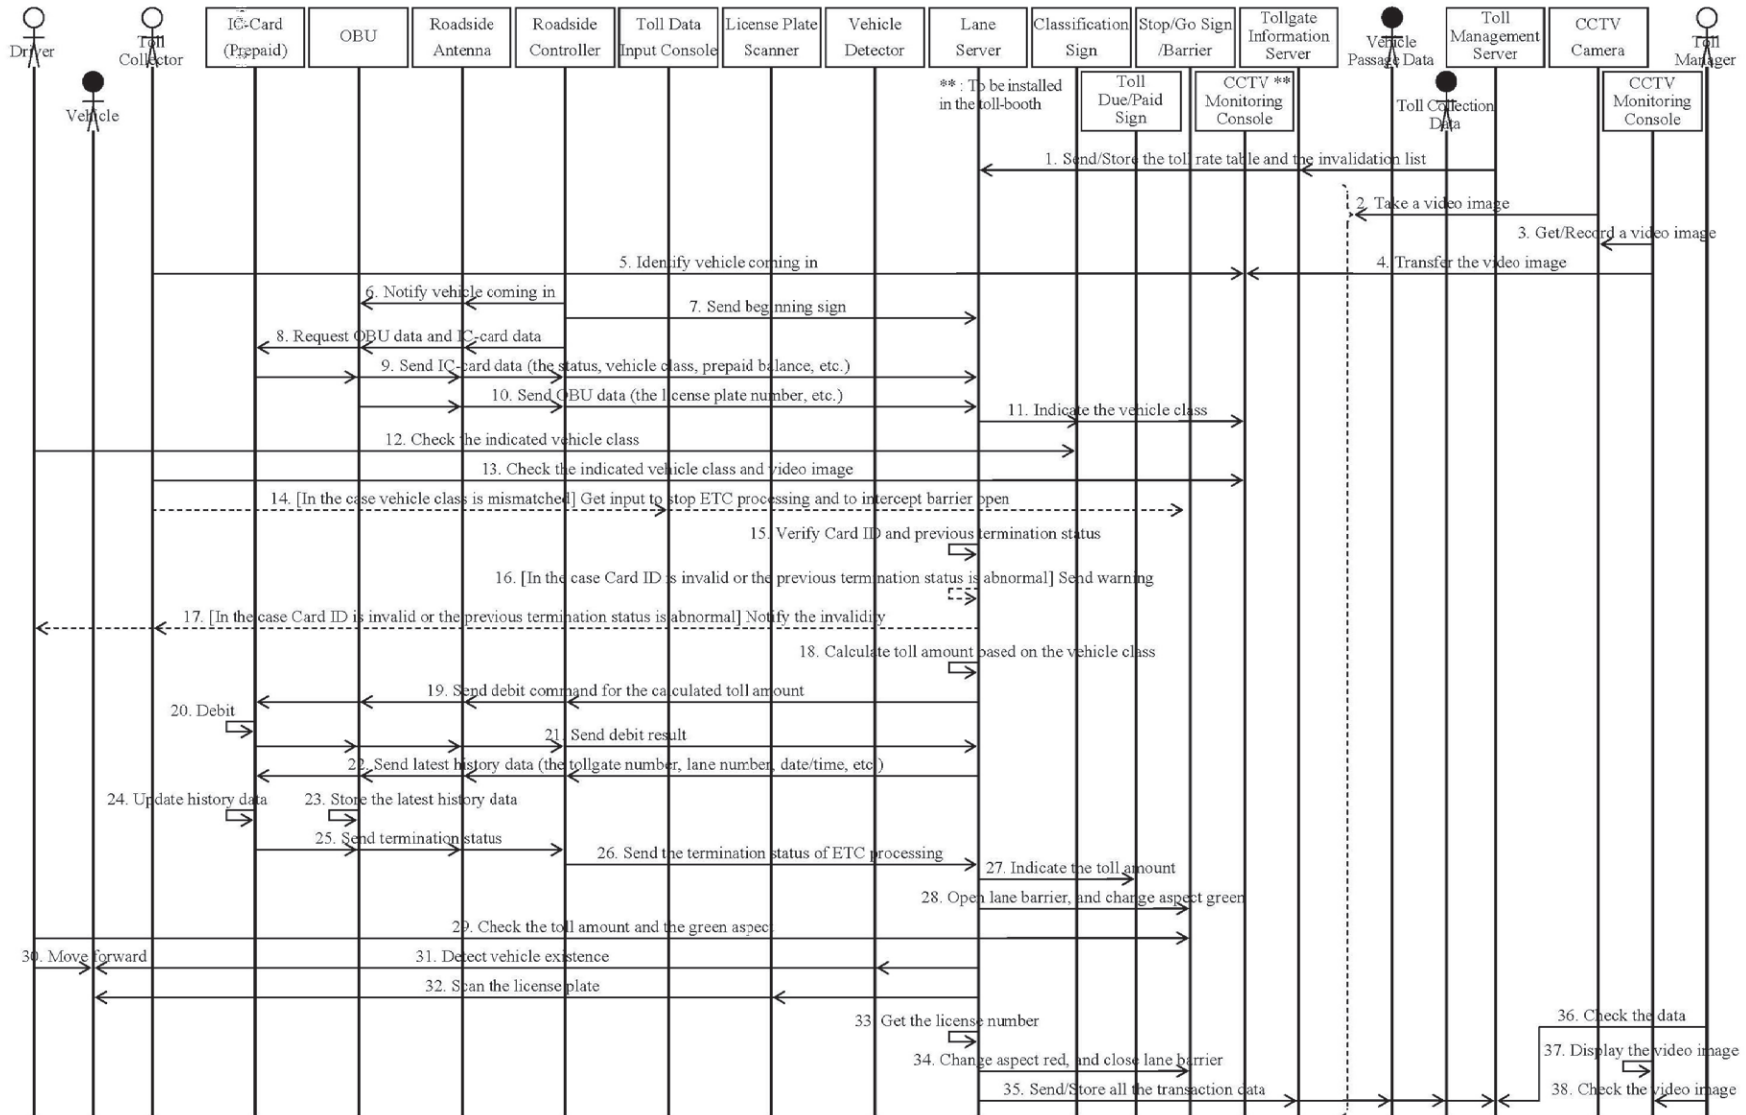 Driver
Toll
Collector
Vehicle
IC-Card
(Prepaid)
OBU
Roadside
Antenna
Roadside
Controller
Toll Data
Input Console
License Plate
Scanner
Vehicle
Detector
Lane
Server
Classification
Sign
Stop/Go Sign
/Barrier
Tollgate
Information
Server
Vehicle
Passage Data
Toll
Management
Server
CCTV
Camera
Toll
Manager
** : To be installed
in the toll-booth
Toll
Due/Paid
Sign
CCTV **
Monitoring
Console
Toll Collection
Data
CCTV
Monitoring
Console
1. Send/Store the toll rate table and the invalidation list
2. Take a video image
3. Get/Record a video image
5. Identify vehicle coming in
4. Transfer the video image
6. Notify vehicle coming in
7. Send beginning sign
8. Request OBU data and IC-card data
9. Send IC-card data (the status, vehicle class, prepaid balance, etc.)
10. Send OBU data (the license plate number, etc.)
11. Indicate the vehicle class
12. Check the indicated vehicle class
13. Check the indicated vehicle class and video image
14. [In the case vehicle class is mismatched] Get input to stop ETC processing and to intercept barrier open
15. Verify Card ID and previous termination status
16. [In the case Card ID is invalid or the previous termination status is abnormal] Send warning
17. [In the case Card ID is invalid or the previous termination status is abnormal] Notify the invalidity
18. Calculate toll amount based on the vehicle class
19. Send debit command for the calculated toll amount
20. Debit
21. Send debit result
22. Send latest history data (the tollgate number, lane number, date/time, etc.)
24. Update history data
23. Store the latest history data
25. Send termination status
26. Send the termination status of ETC processing
27. Indicate the toll amount
28. Open lane barrier, and change aspect green
29. Check the toll amount and the green aspect
30. Move forward
31. Detect vehicle existence
32. Scan the license plate
33. Get the license number
36. Check the data
34. Change aspect red, and close lane barrier
37. Display the video image
35. Send/Store all the transaction data
38. Check the video image